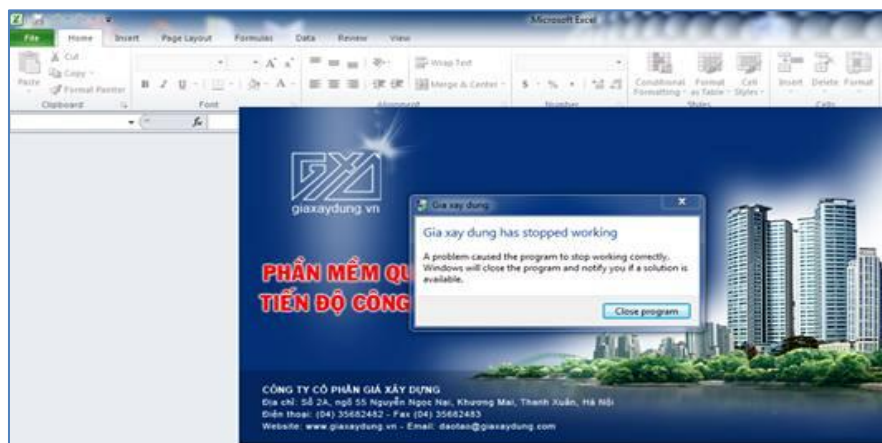 Microsoft Excel
File Home Insert Page Layout Formulas Data Review View
Cut
Copy
Format Painter
Paste
Wrap Text
Merge & Center
Conditional Formatting
Format as Table
Cell Styles
Insert Delete Format
Clipboard Font Alignment Number Styles Cells
fx
GXD
giaxaydung.vn
Gia xay dung
Gia xay dung has stopped working
A problem caused the program to stop working correctly.
Windows will close the program and notify you if a solution is
available.
Close program
PHẦN MỀM
TIẾN ĐỘ CÔNG
CÔNG TY CỔ PHẦN GIÁ XÂY DỰNG
Địa chỉ: Số 2A, ngõ 55 Nguyễn Ngọc Nại, Khương Mai, Thanh Xuân, Hà Nội
Điện thoại: (04) 35682482 - Fax (04) 35682483
Website: www.giaxaydung.vn - Email: daotao@giaxaydung.com